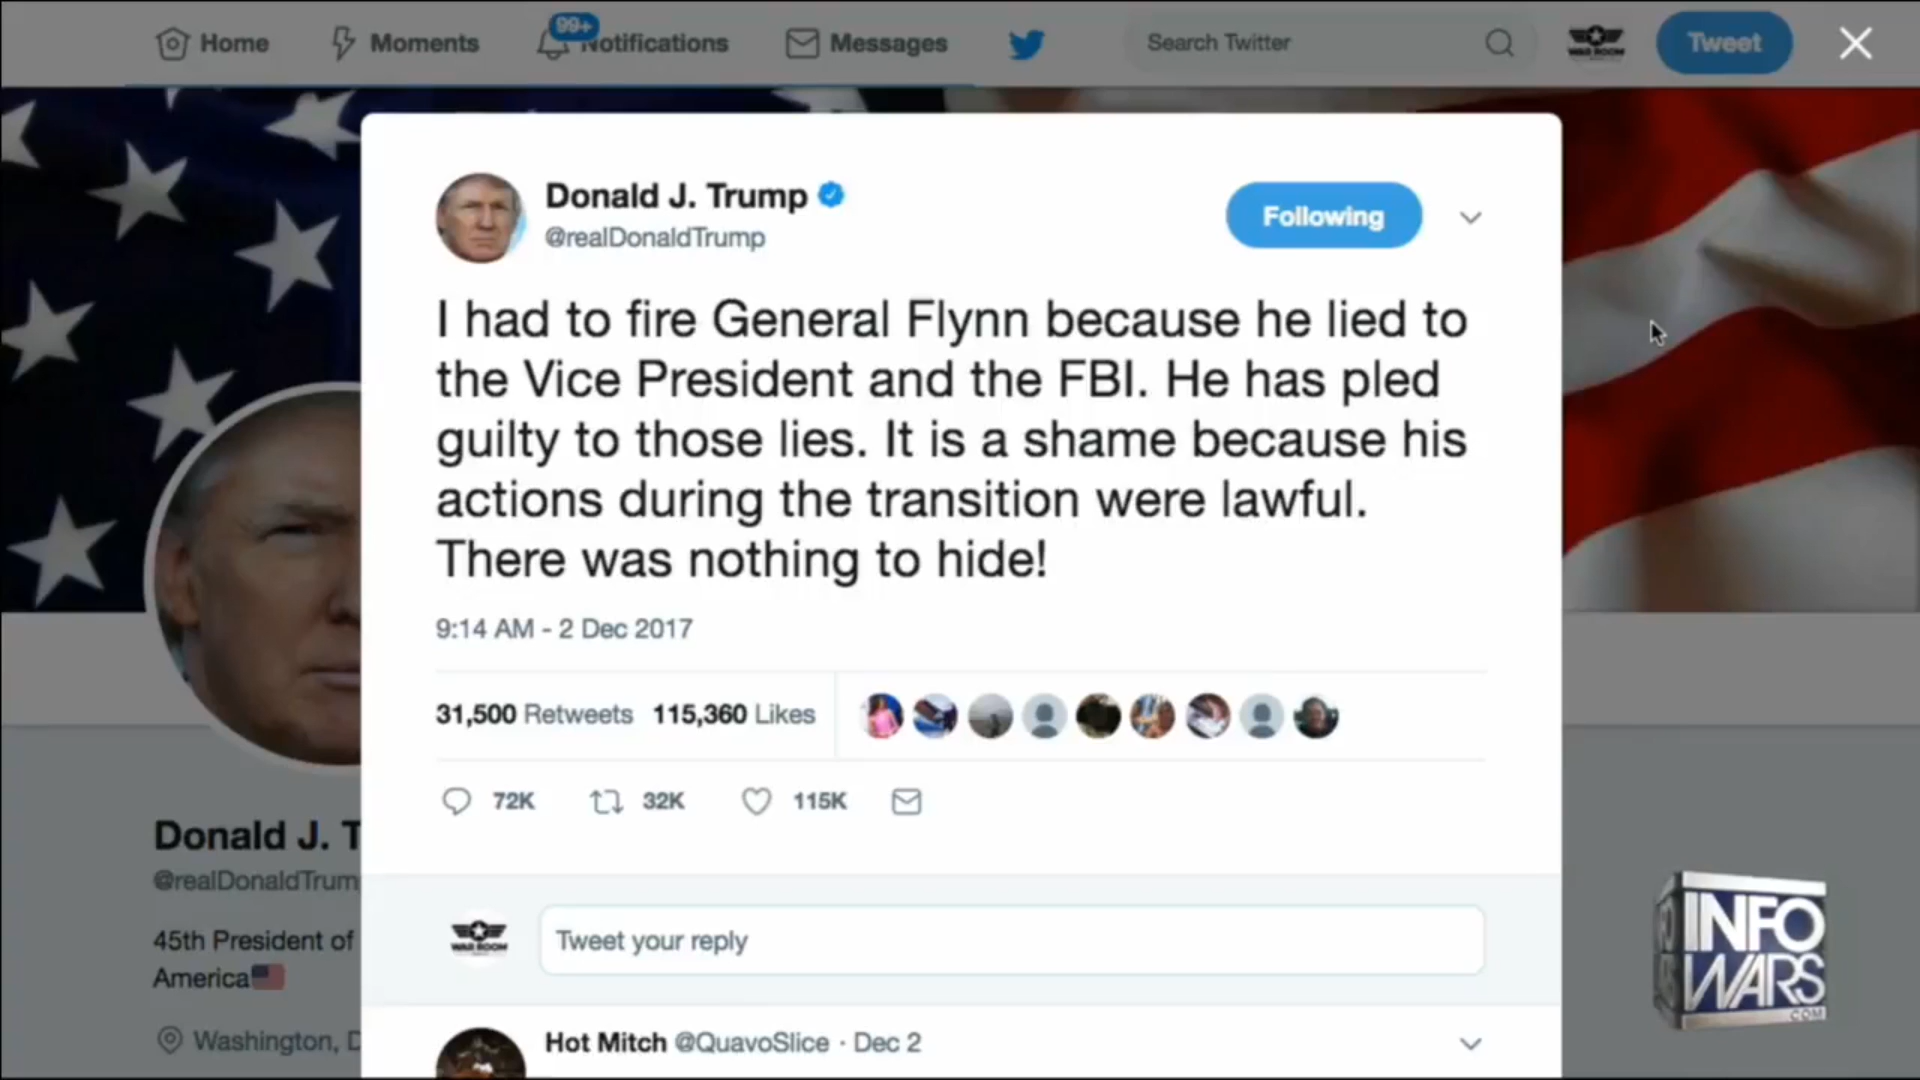 Home
Moments
99+
Notifications
Messages
Search Twitter
WAR ROOM
Tweet
Donald J. Trump
@realDonaldTrump
Following
I had to fire General Flynn because he lied to
the Vice President and the FBI. He has pled
guilty to those lies. It is a shame because his
actions during the transition were lawful.
There was nothing to hide!
9:14 AM - 2 Dec 2017
31,500 Retweets 115,360 Likes
72K 32K 115K
Donald J. T
@realDonaldTrum
45th President of
America
Washington, D
WAR ROOM
Tweet your reply
Hot Mitch @QuavoSlice · Dec 2
INFO
WARS
.COM